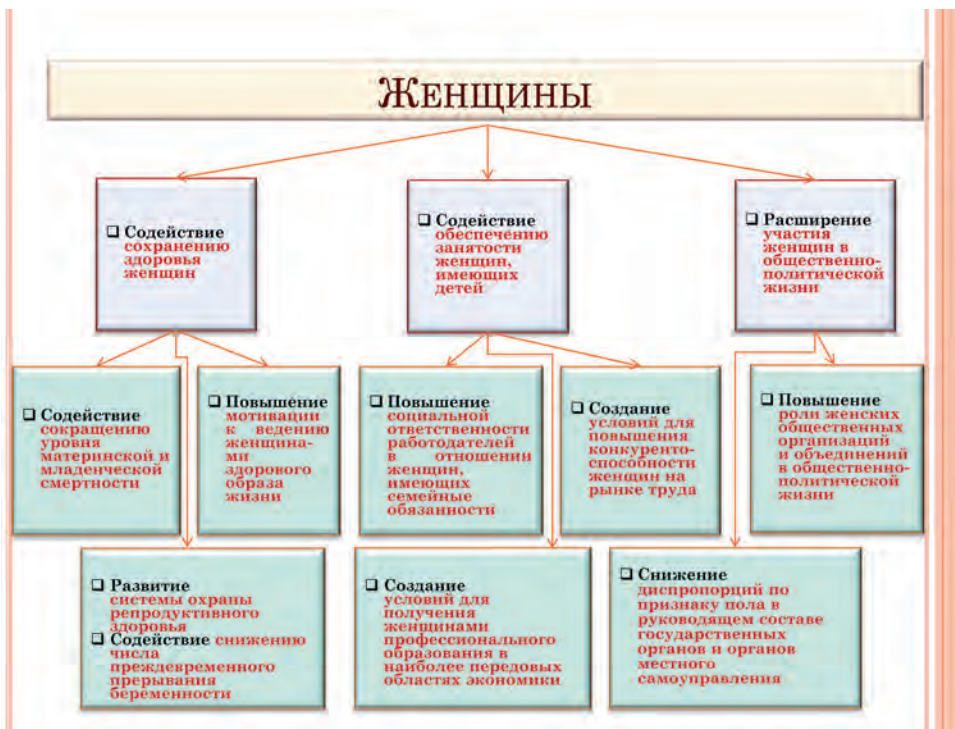 ЖЕНЩИНЫ
❑ Содействие
сохранению
здоровья
женщин
❑ Содействие
обеспечению
занятости
женщин,
имеющих
детей
❑ Расширение
участия
женщин в
общественно-
политической
жизни
❑ Содействие
сокращению
уровня
материнской и
младенческой
смертности
❑ Повышение
мотивации
к ведению
женщина-
ми
здорового
образа
жизни
❑ Повышение
социальной
ответственности
работодателей
в отношении
женщин,
имеющих
семейные
обязанности
❑ Создание
условий для
повышения
конкуренто-
способности
женщин на
рынке труда
❑ Повышение
роли женских
общественных
организаций
и объединений
в общественно-
политической
жизни
❑ Развитие
системы охраны
репродуктивного
здоровья
❑ Содействие снижению
числа
преждевременного
прерывания
беременности
❑ Создание
условий для
получения
женщинами
профессионального
образования в
наиболее передовых
областях экономики
❑ Снижение
диспропорций по
признаку пола в
руководящем составе
государственных
органов и органов
местного
самоуправления